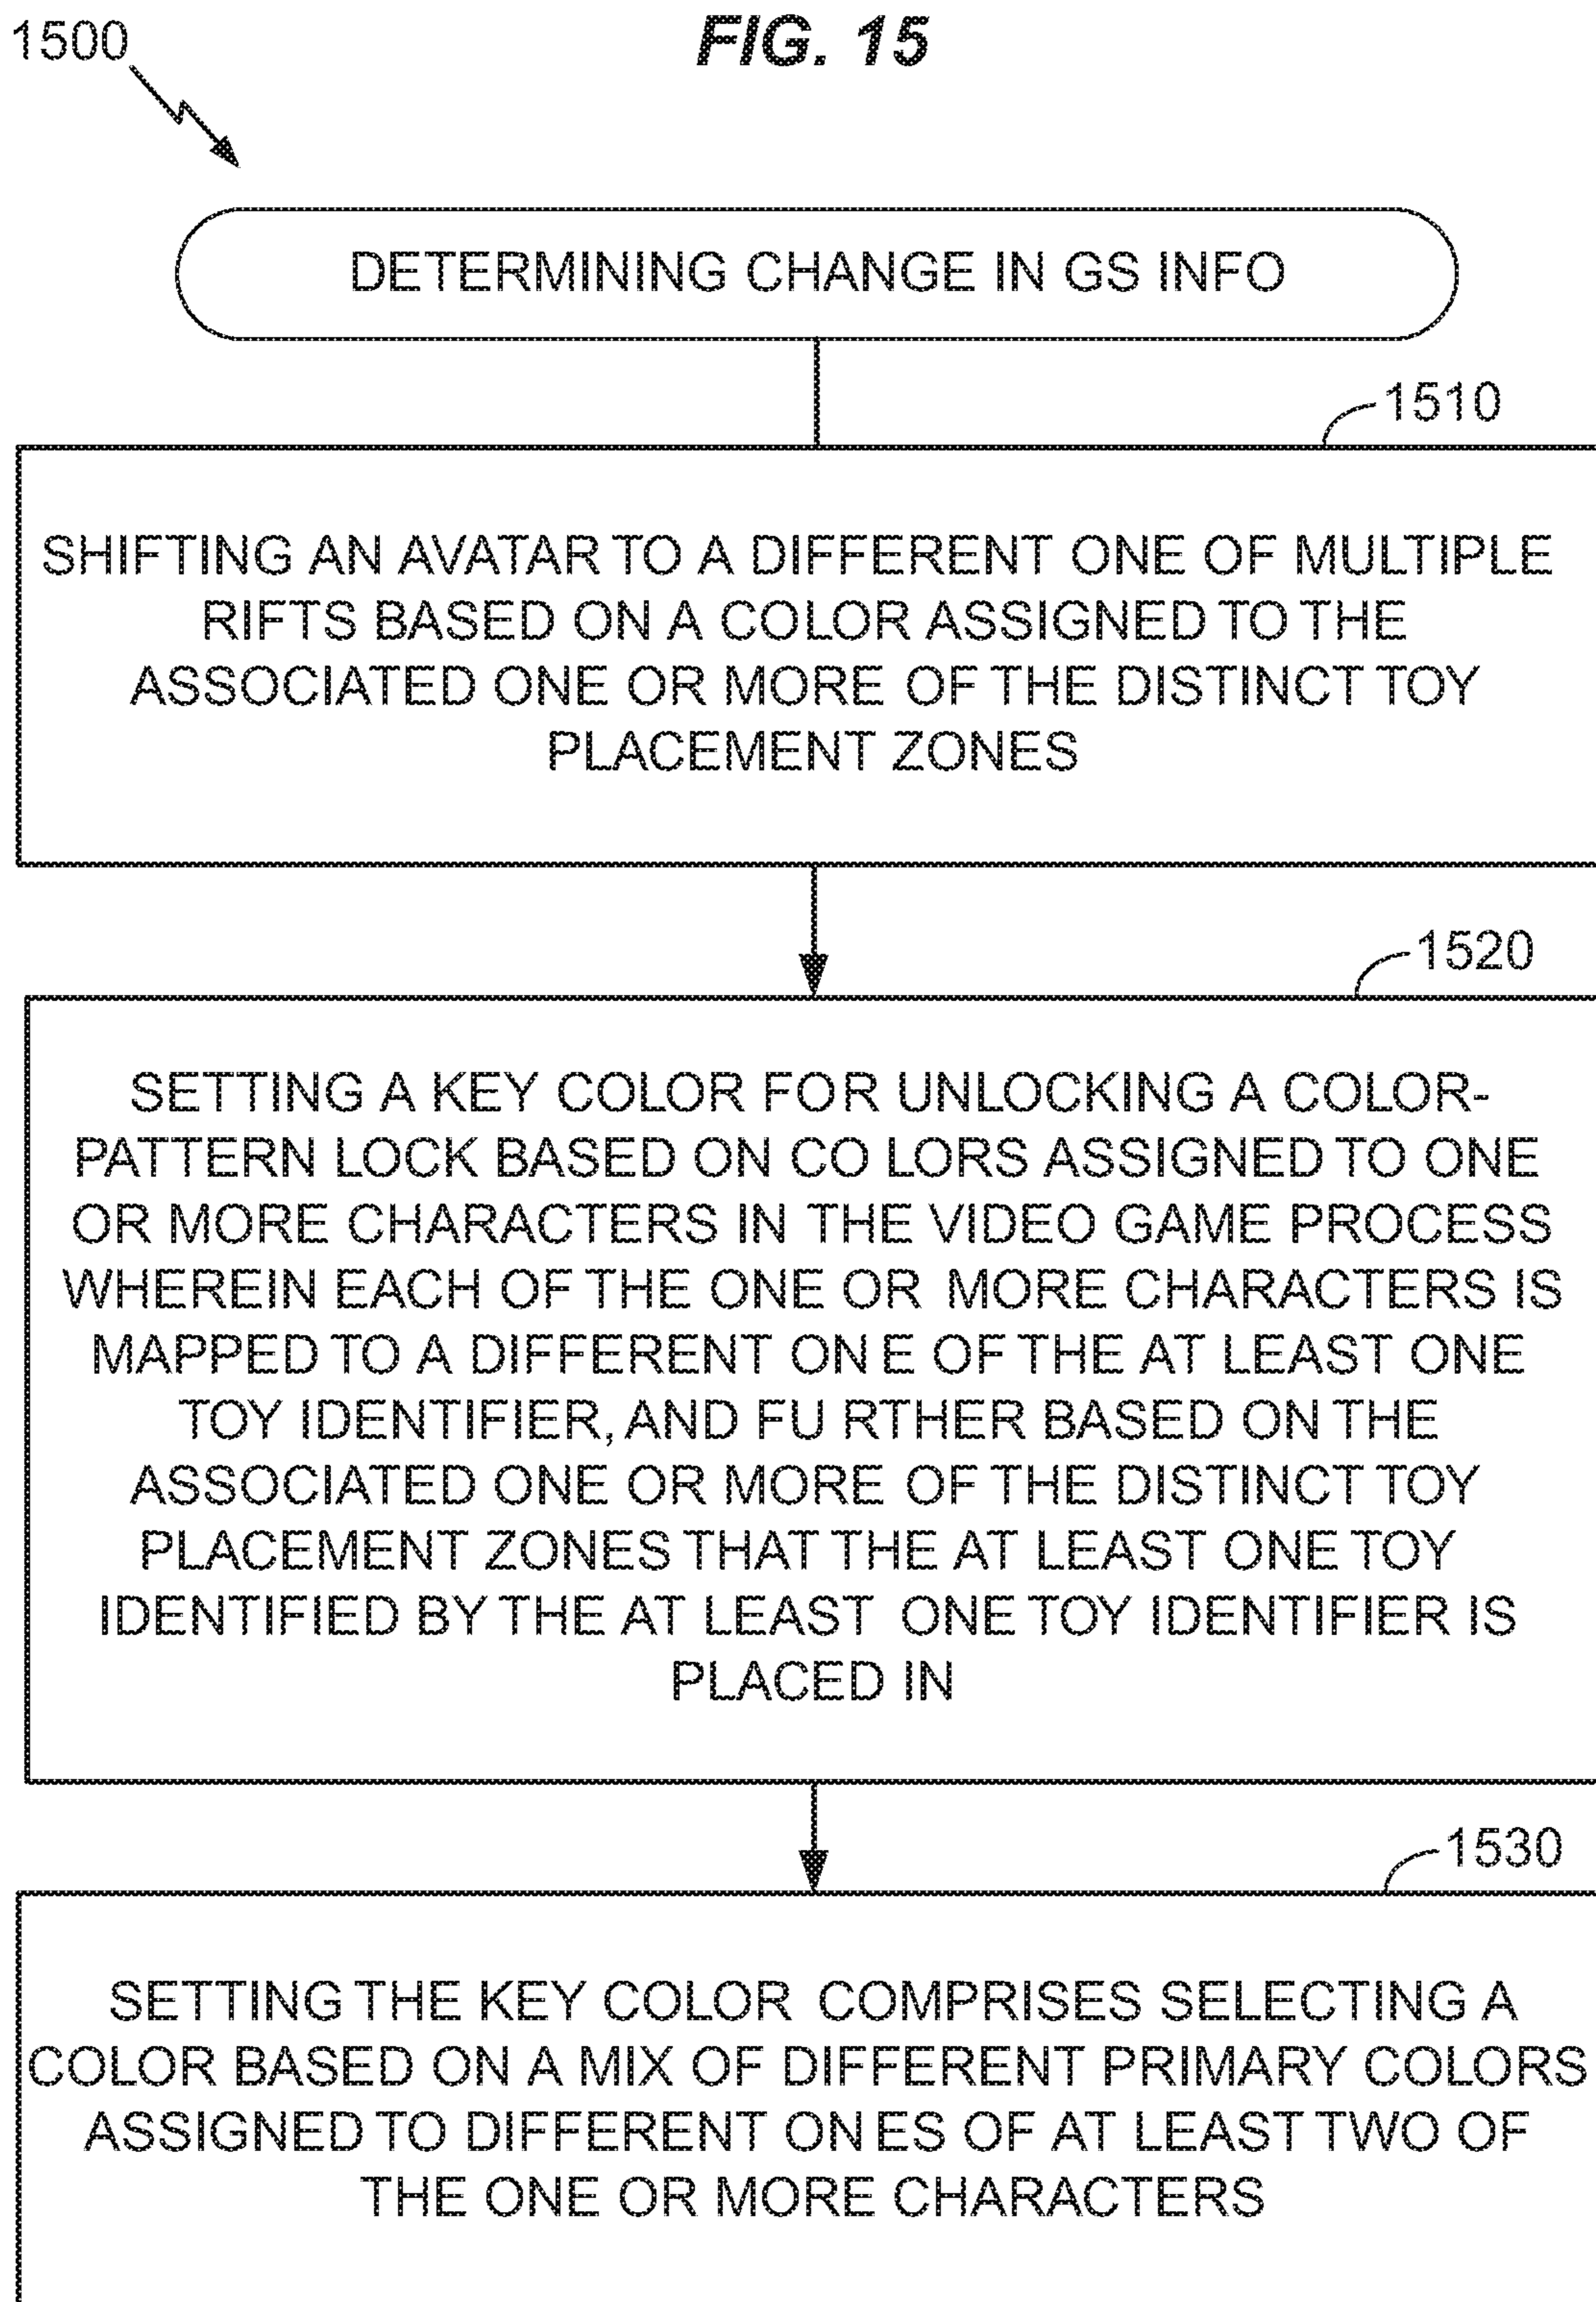 FIG. 15
1500
DETERMINING CHANGE IN GS INFO
1510
SHIFTING AN AVATAR TO A DIFFERENT ONE OF MULTIPLE
RIFTS BASED ON A COLOR ASSIGNED TO THE
ASSOCIATED ONE OR MORE OF THE DISTINCT TOY
PLACEMENT ZONES
1520
SETTING A KEY COLOR FOR UNLOCKING A COLOR-
PATTERN LOCK BASED ON CO LORS ASSIGNED TO ONE
OR MORE CHARACTERS IN THE VIDEO GAME PROCESS
WHEREIN EACH OF THE ONE OR MORE CHARACTERS IS
MAPPED TO A DIFFERENT ON E OF THE AT LEAST ONE
TOY IDENTIFIER, AND FU RTHER BASED ON THE
ASSOCIATED ONE OR MORE OF THE DISTINCT TOY
PLACEMENT ZONES THAT THE AT LEAST ONE TOY
IDENTIFIED BY THE AT LEAST ONE TOY IDENTIFIER IS
PLACED IN
1530
SETTING THE KEY COLOR COMPRISES SELECTING A
COLOR BASED ON A MIX OF DIFFERENT PRIMARY COLORS
ASSIGNED TO DIFFERENT ON ES OF AT LEAST TWO OF
THE ONE OR MORE CHARACTERS